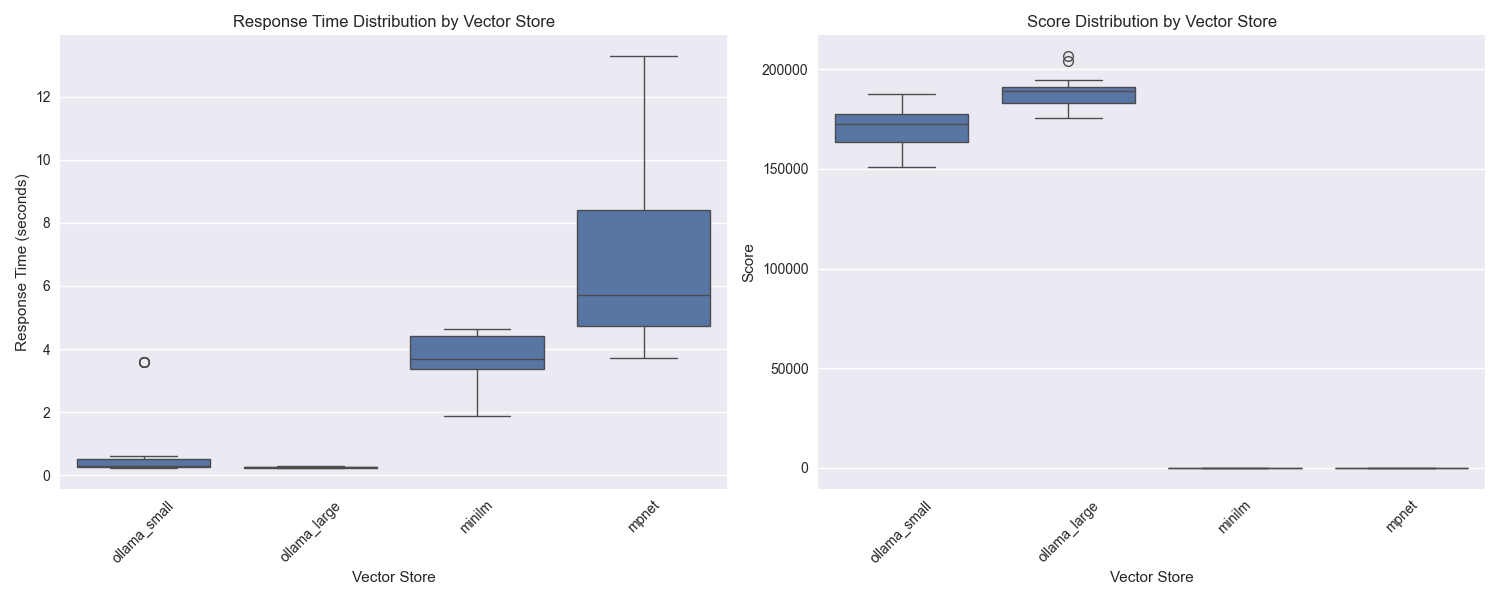 Response Time Distribution by Vector Store
Response Time (seconds)
12
10
8
6
4
2
0
ollama_small
ollama_large
minilm
mpnet
Vector Store
Score Distribution by Vector Store
Score
200000
150000
100000
50000
0
ollama_small
ollama_large
minilm
mpnet
Vector Store